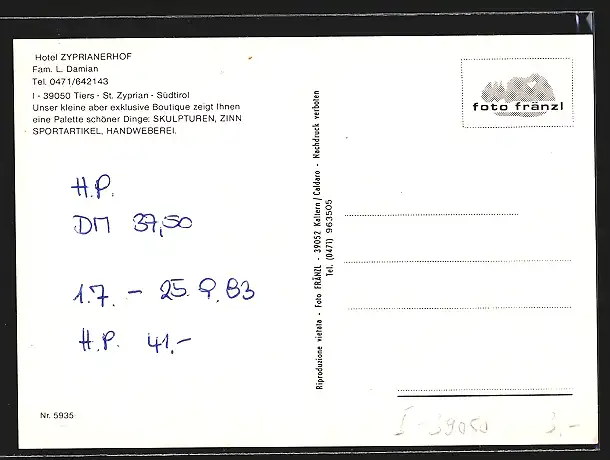 Hotel ZYPRIANERHOF
Fam. L. Damian
Tel. 0471/642143
I - 39050 Tiers - St. Zyprian - Südtirol
Unser kleine aber exklusive Boutique zeigt Ihnen
eine Palette schöner Dinge: SKULPTUREN, ZINN
SPORTARTIKEL, HANDWEBEREI.
H.P.
DM 37,50
1.7. - 25.9.83
H.P. 41.-
Nr. 5935
Riproduzione vietata - Foto FRÄNZL - 39052 Kaltern / Caldaro - Nachdruck verboten
Tel. (0471) 963505
foto fränzl
I-39050 3.-